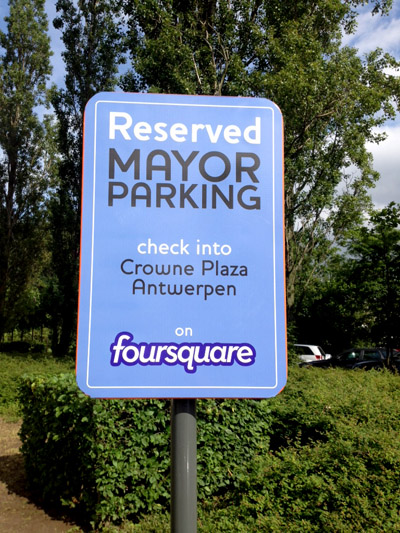 Reserved
MAYOR
PARKING
check into
Crowne Plaza
Antwerpen
on
foursquare